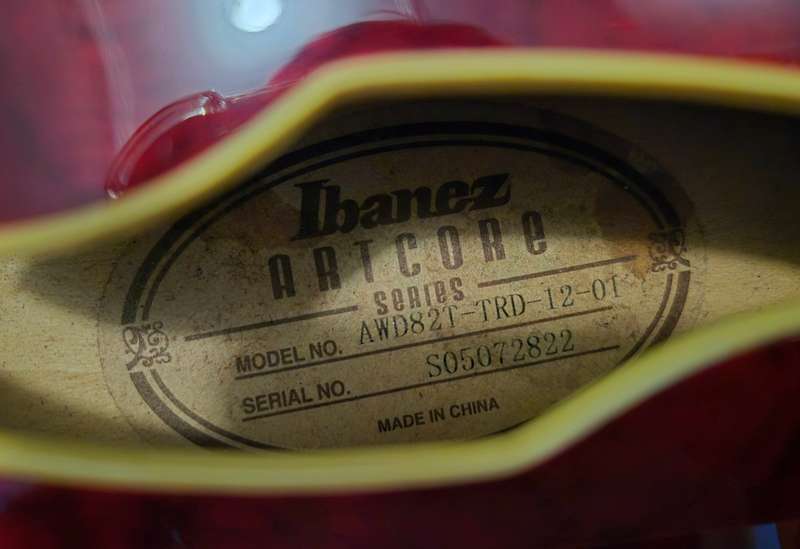 Ibanez
ARTCORE
SERIES
MODEL NO. AWD82T-TRD-12-01
SERIAL NO. S05072822
MADE IN CHINA